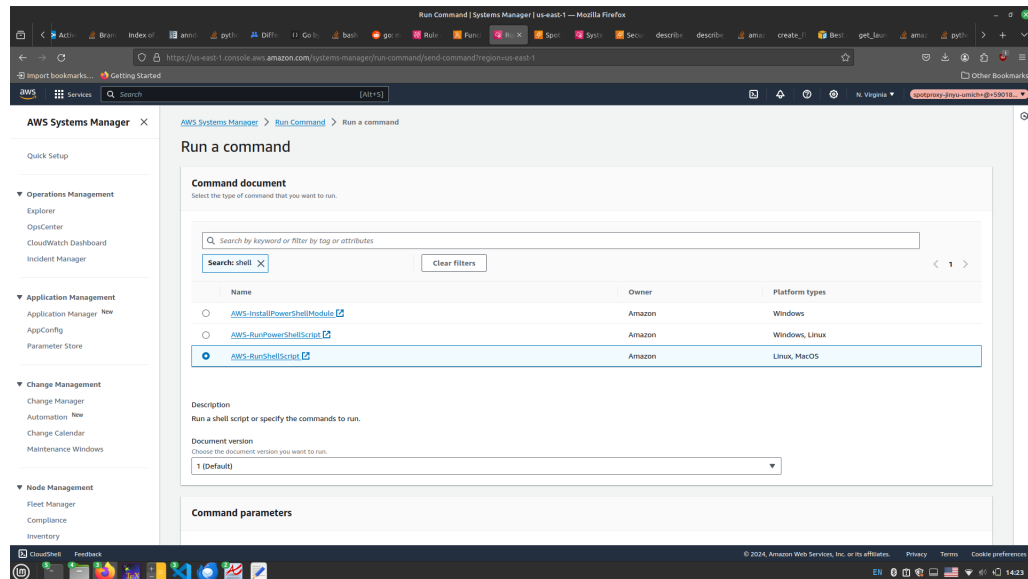 Run Command | Systems Manager | us-east-1 — Mozilla Firefox
https://us-east-1.console.aws.amazon.com/systems-manager/run-command/send-command?region=us-east-1
Import bookmarks... Getting Started Other Bookmarks
aws Services Search [Alt+S] N. Virginia spotproxy-jinyu-umich+@+59018...
AWS Systems Manager
Quick Setup
Operations Management
Explorer
OpsCenter
CloudWatch Dashboard
Incident Manager
Application Management
Application Manager New
AppConfig
Parameter Store
Change Management
Change Manager
Automation New
Change Calendar
Maintenance Windows
Node Management
Fleet Manager
Compliance
Inventory
AWS Systems Manager > Run Command > Run a command
Run a command
Command document
Select the type of command that you want to run.
Search by keyword or filter by tag or attributes
Search: shell
Clear filters
1
Name Owner Platform types
AWS-InstallPowerShellModule Amazon Windows
AWS-RunPowerShellScript Amazon Windows, Linux
AWS-RunShellScript Amazon Linux, MacOS
Description
Run a shell script or specify the commands to run.
Document version
Choose the document version you want to run.
1 (Default)
Command parameters
CloudShell Feedback © 2024, Amazon Web Services, Inc. or its affiliates. Privacy Terms Cookie preferences
EN 14:23